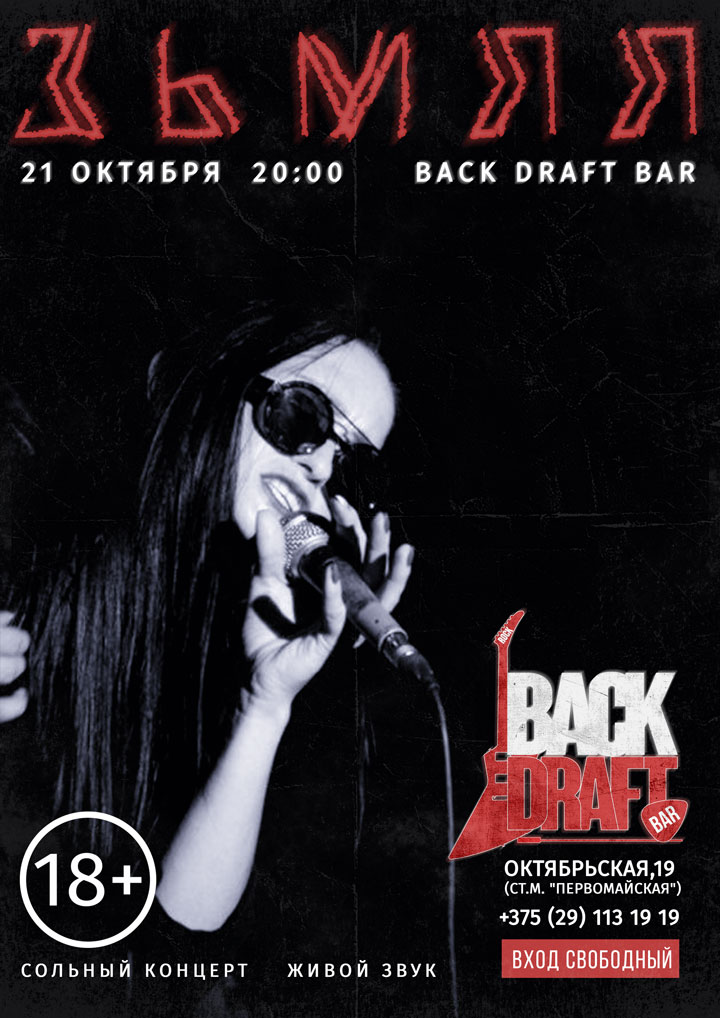 ЗЬМЯЯ
21 ОКТЯБРЯ 20:00 BACK DRAFT BAR
ROCK
BACK
DRAFT
BAR
18+
ОКТЯБРЬСКАЯ,19
(СТ.М. "ПЕРВОМАЙСКАЯ")
+375 (29) 113 19 19
ВХОД СВОБОДНЫЙ
СОЛЬНЫЙ КОНЦЕРТ ЖИВОЙ ЗВУК